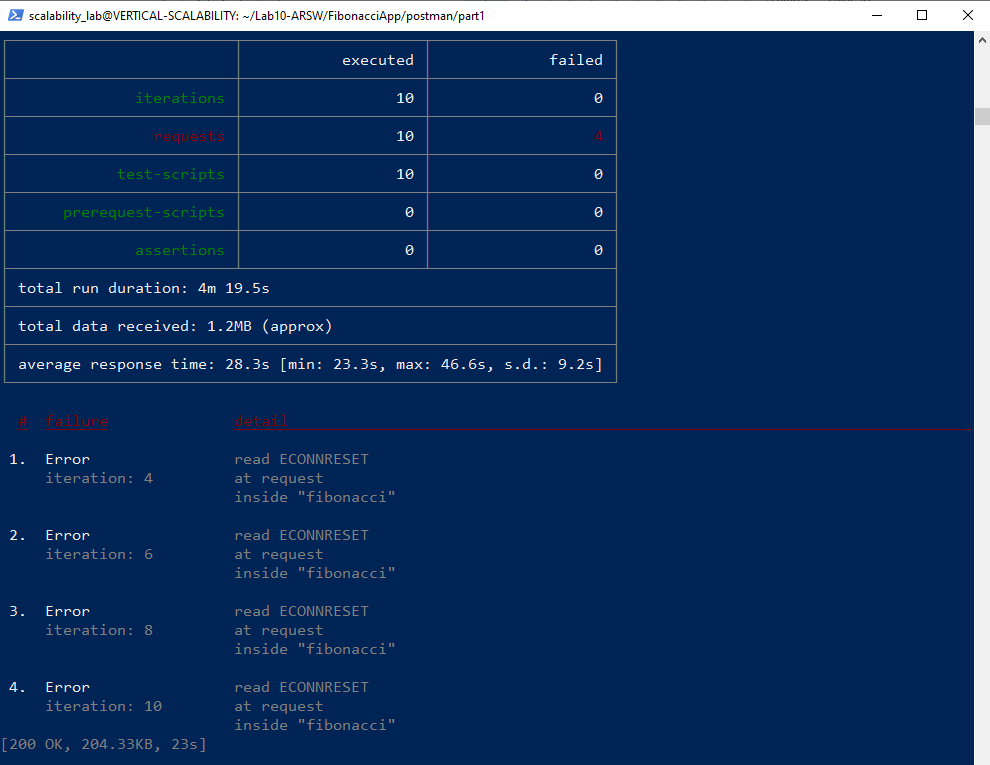 scalability_lab@VERTICAL-SCALABILITY: ~/Lab10-ARSW/FibonacciApp/postman/part1
executed failed
iterations 10 0
requests 10 4
test-scripts 10 0
prerequest-scripts 0 0
assertions 0 0
total run duration: 4m 19.5s
total data received: 1.2MB (approx)
average response time: 28.3s [min: 23.3s, max: 46.6s, s.d.: 9.2s]
# failure detail
1. Error read ECONNRESET
iteration: 4 at request
inside "fibonacci"
2. Error read ECONNRESET
iteration: 6 at request
inside "fibonacci"
3. Error read ECONNRESET
iteration: 8 at request
inside "fibonacci"
4. Error read ECONNRESET
iteration: 10 at request
inside "fibonacci"
[200 OK, 204.33KB, 23s]